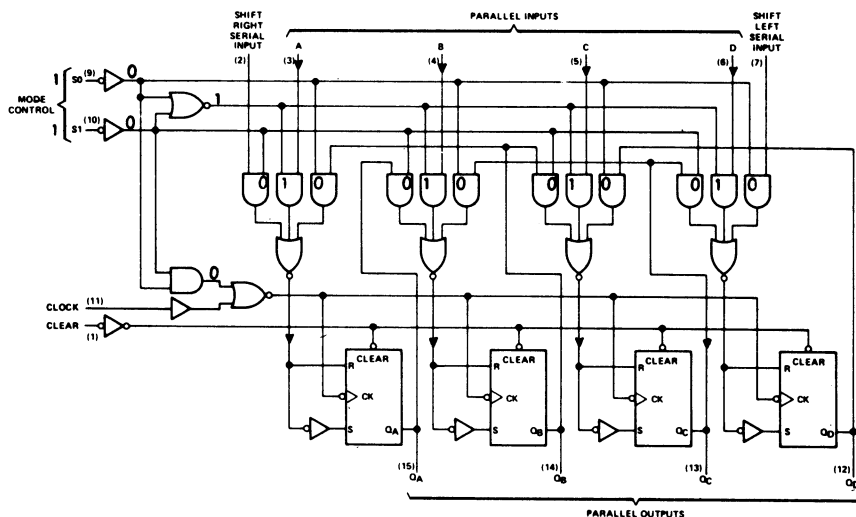 SHIFT
RIGHT
SERIAL
INPUT
(2)
PARALLEL INPUTS
A
(3)
B
(4)
C
(5)
D
(6)
SHIFT
LEFT
SERIAL
INPUT
(7)
MODE
CONTROL
1 S0 (9) 0
1
1 S1 (10) 0
0 1 0
0 1 0
0 1 0
0 1 0
0
CLOCK (11)
CLEAR
(1)
CLEAR
R
CK
S QA
CLEAR
R
CK
S QB
CLEAR
R
CK
S QC
CLEAR
R
CK
S QD
(15)
QA
(14)
QB
(13)
QC
(12)
QD
PARALLEL OUTPUTS